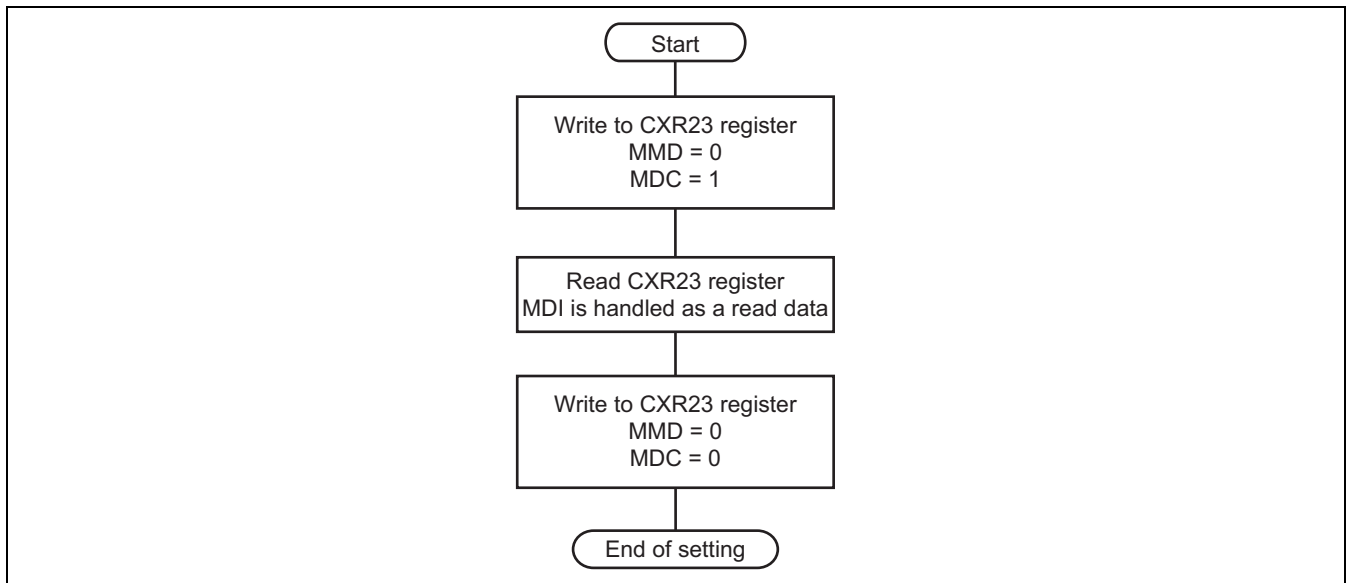 Start
Write to CXR23 register
MMD = 0
MDC = 1
Read CXR23 register
MDI is handled as a read data
Write to CXR23 register
MMD = 0
MDC = 0
End of setting